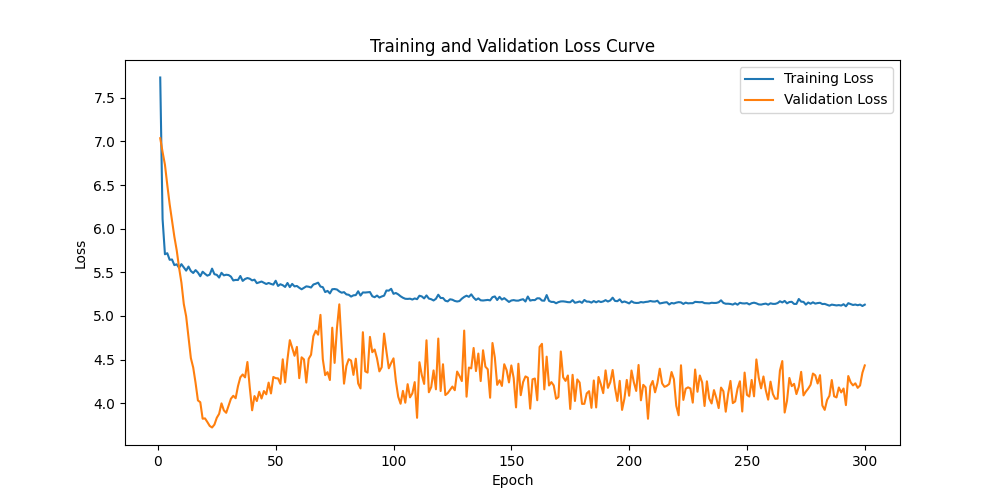 Training and Validation Loss Curve
Training Loss
Validation Loss
7.5
7.0
6.5
6.0
5.5
5.0
4.5
4.0
Loss
0 50 100 150 200 250 300
Epoch